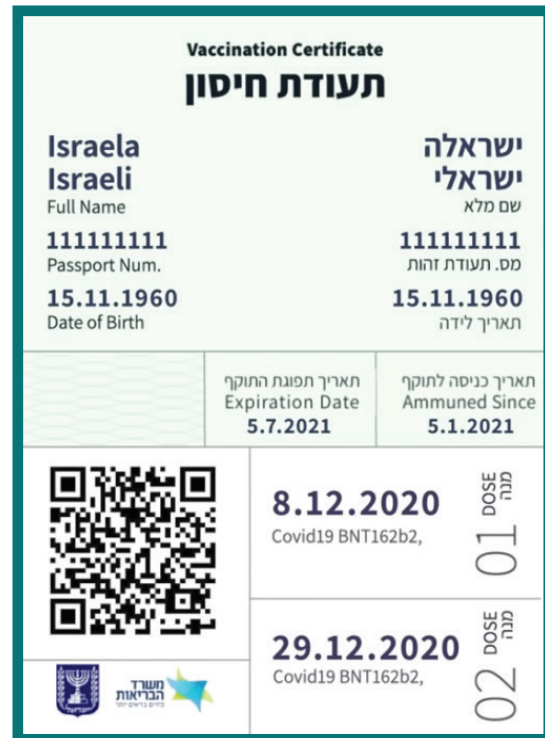 Vaccination Certificate
תעודת חיסון
Israela ישראלה
Israeli ישראלי
Full Name שם מלא
111111111 111111111
Passport Num. מס. תעודת זהות
15.11.1960 15.11.1960
Date of Birth תאריך לידה
תאריך תפוגת התוקף תאריך כניסה לתוקף
Expiration Date Ammuned Since
5.7.2021 5.1.2021
8.12.2020
Covid19 BNT162b2,
01 DOSE מנה
29.12.2020
Covid19 BNT162b2,
02 DOSE מנה
משרד
הבריאות
לחיים בריאים יותר